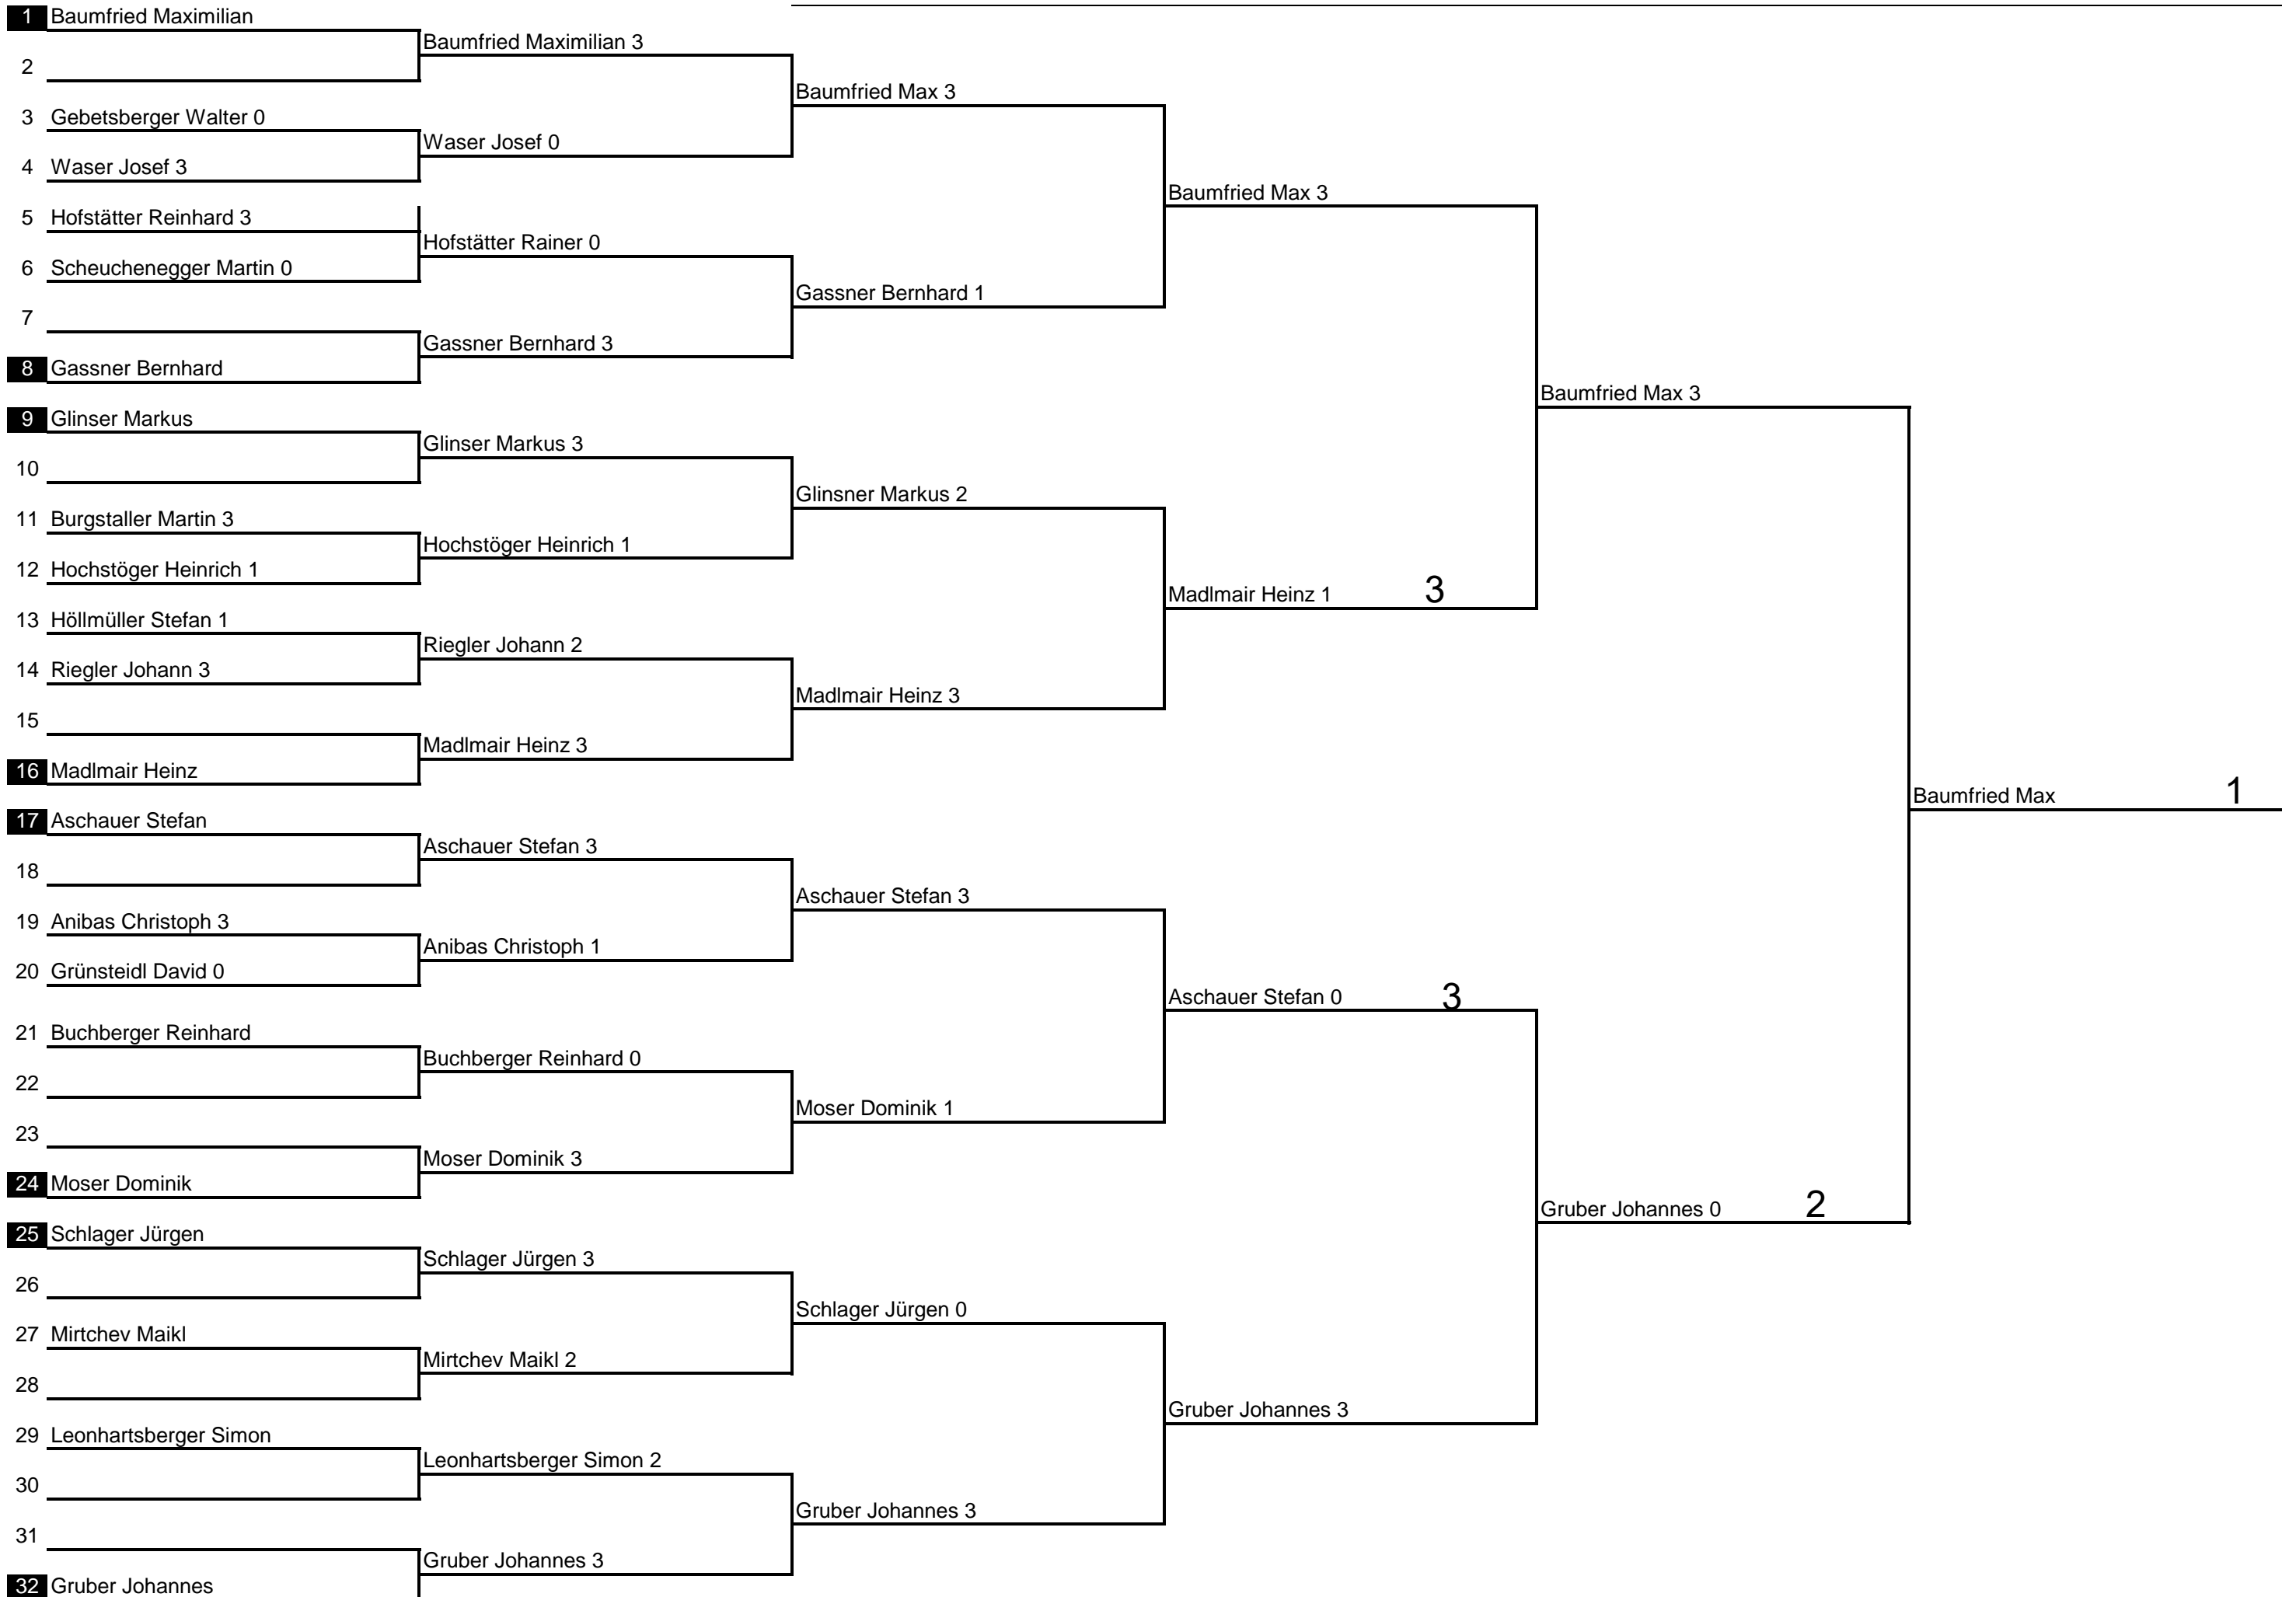 1 Baumfried Maximilian
Baumfried Maximilian 3
2
Baumfried Max 3
3 Gebetsberger Walter 0
Waser Josef 0
4 Waser Josef 3
Baumfried Max 3
5 Hofstätter Reinhard 3
Hofstätter Rainer 0
6 Scheuchenegger Martin 0
Gassner Bernhard 1
7
Gassner Bernhard 3
8 Gassner Bernhard
Baumfried Max 3
9 Glinser Markus
Glinser Markus 3
10
Glinsner Markus 2
11 Burgstaller Martin 3
Hochstöger Heinrich 1
12 Hochstöger Heinrich 1
Madlmair Heinz 1 3
13 Höllmüller Stefan 1
Riegler Johann 2
14 Riegler Johann 3
Madlmair Heinz 3
15
Madlmair Heinz 3
16 Madlmair Heinz
Baumfried Max 1
17 Aschauer Stefan
Aschauer Stefan 3
18
Aschauer Stefan 3
19 Anibas Christoph 3
Anibas Christoph 1
20 Grünsteidl David 0
Aschauer Stefan 0 3
21 Buchberger Reinhard
Buchberger Reinhard 0
22
Moser Dominik 1
23
Moser Dominik 3
24 Moser Dominik
Gruber Johannes 0 2
25 Schlager Jürgen
Schlager Jürgen 3
26
Schlager Jürgen 0
27 Mirtchev Maikl
Mirtchev Maikl 2
28
Gruber Johannes 3
29 Leonhartsberger Simon
Leonhartsberger Simon 2
30
Gruber Johannes 3
31
Gruber Johannes 3
32 Gruber Johannes